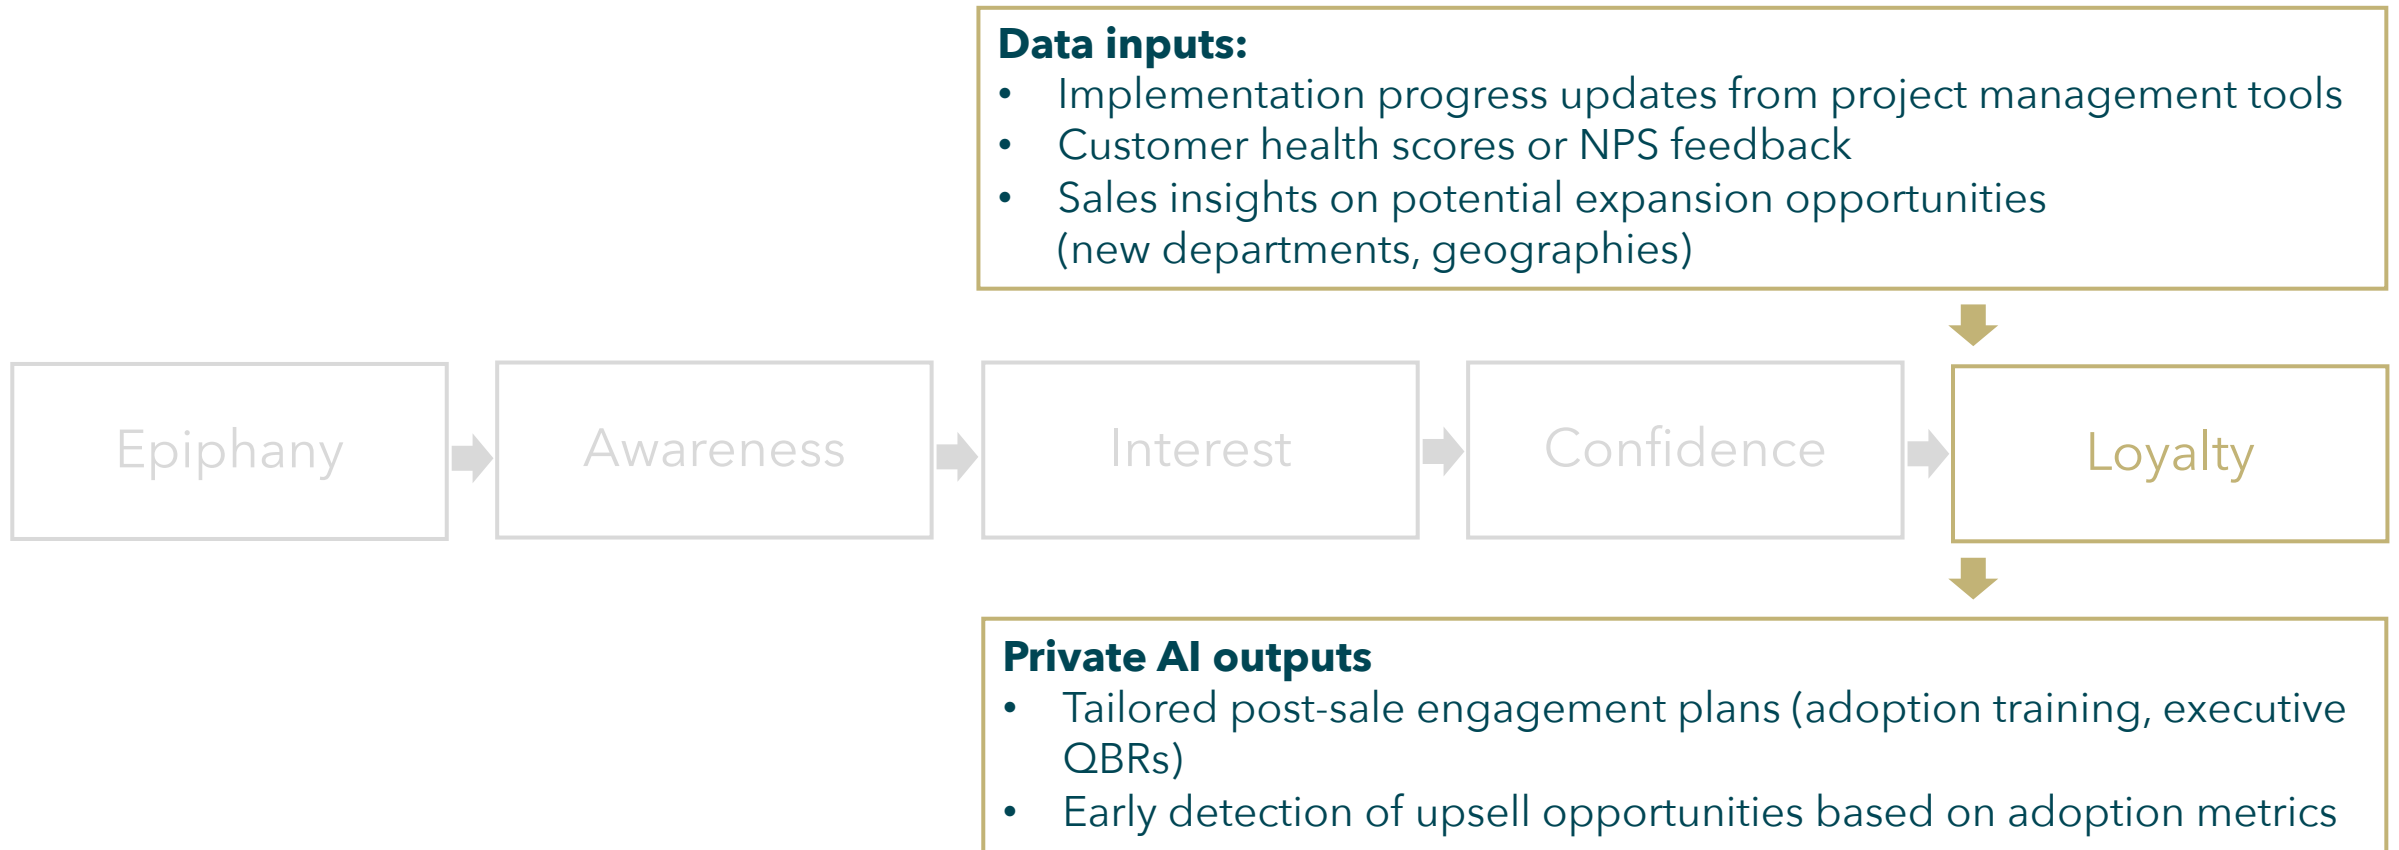 Data inputs:
• Implementation progress updates from project management tools
• Customer health scores or NPS feedback
• Sales insights on potential expansion opportunities
(new departments, geographies)
Epiphany
Awareness
Interest
Confidence
Loyalty
Private AI outputs
• Tailored post-sale engagement plans (adoption training, executive
QBRs)
• Early detection of upsell opportunities based on adoption metrics